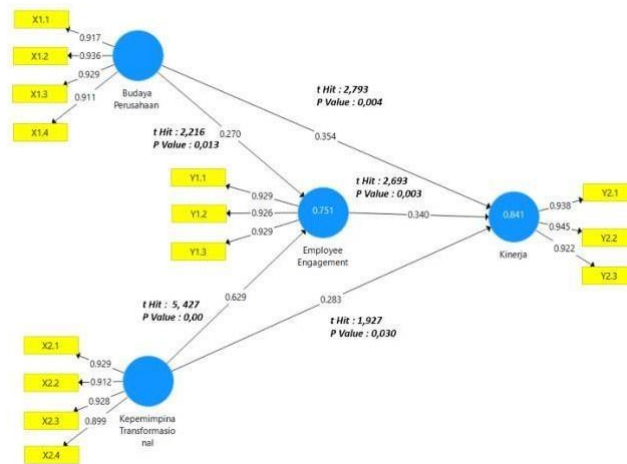 X1.1
0.917
X1.2
0.936
0.929
X1.3
0.911
X1.4
Budaya
Perusahaan
t Hit : 2,793
P Value : 0,004
0.354
t Hit : 2,216
P Value : 0,013
0.270
Y1.1
0.929
Y1.2
0.926
0.929
Y1.3
0.751
Employee
Engagement
t Hit : 2,693
P Value : 0,003
0.340
0.841
Kinerja
Y2.1
0.938
0.945
Y2.2
0.922
Y2.3
t Hit : 5, 427
P Value : 0,00
0.629
0.283
t Hit : 1,927
P Value : 0,030
X2.1
0.929
X2.2
0.912
0.928
X2.3
0.899
X2.4
Kepemimpina
Transformasio
nal